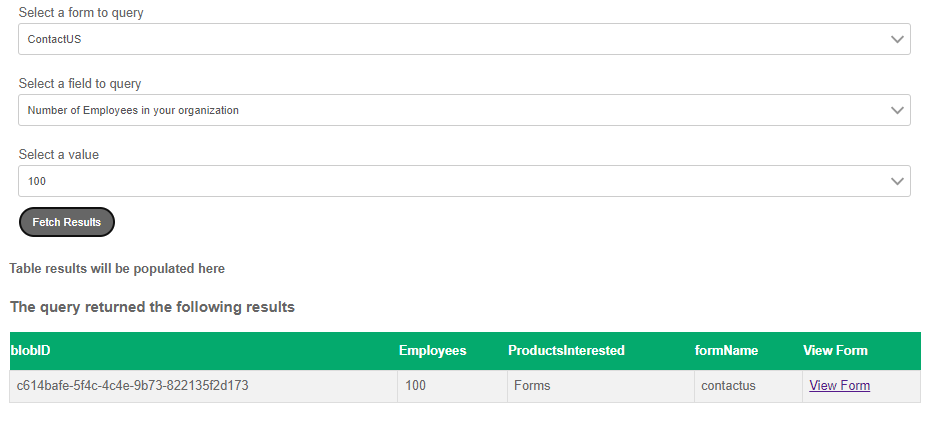 Select a form to query
ContactUS
Select a field to query
Number of Employees in your organization
Select a value
100
Fetch Results
Table results will be populated here
The query returned the following results
blobID Employees ProductsInterested formName View Form
c614bafe-5f4c-4c4e-9b73-822135f2d173 100 Forms contactus View Form